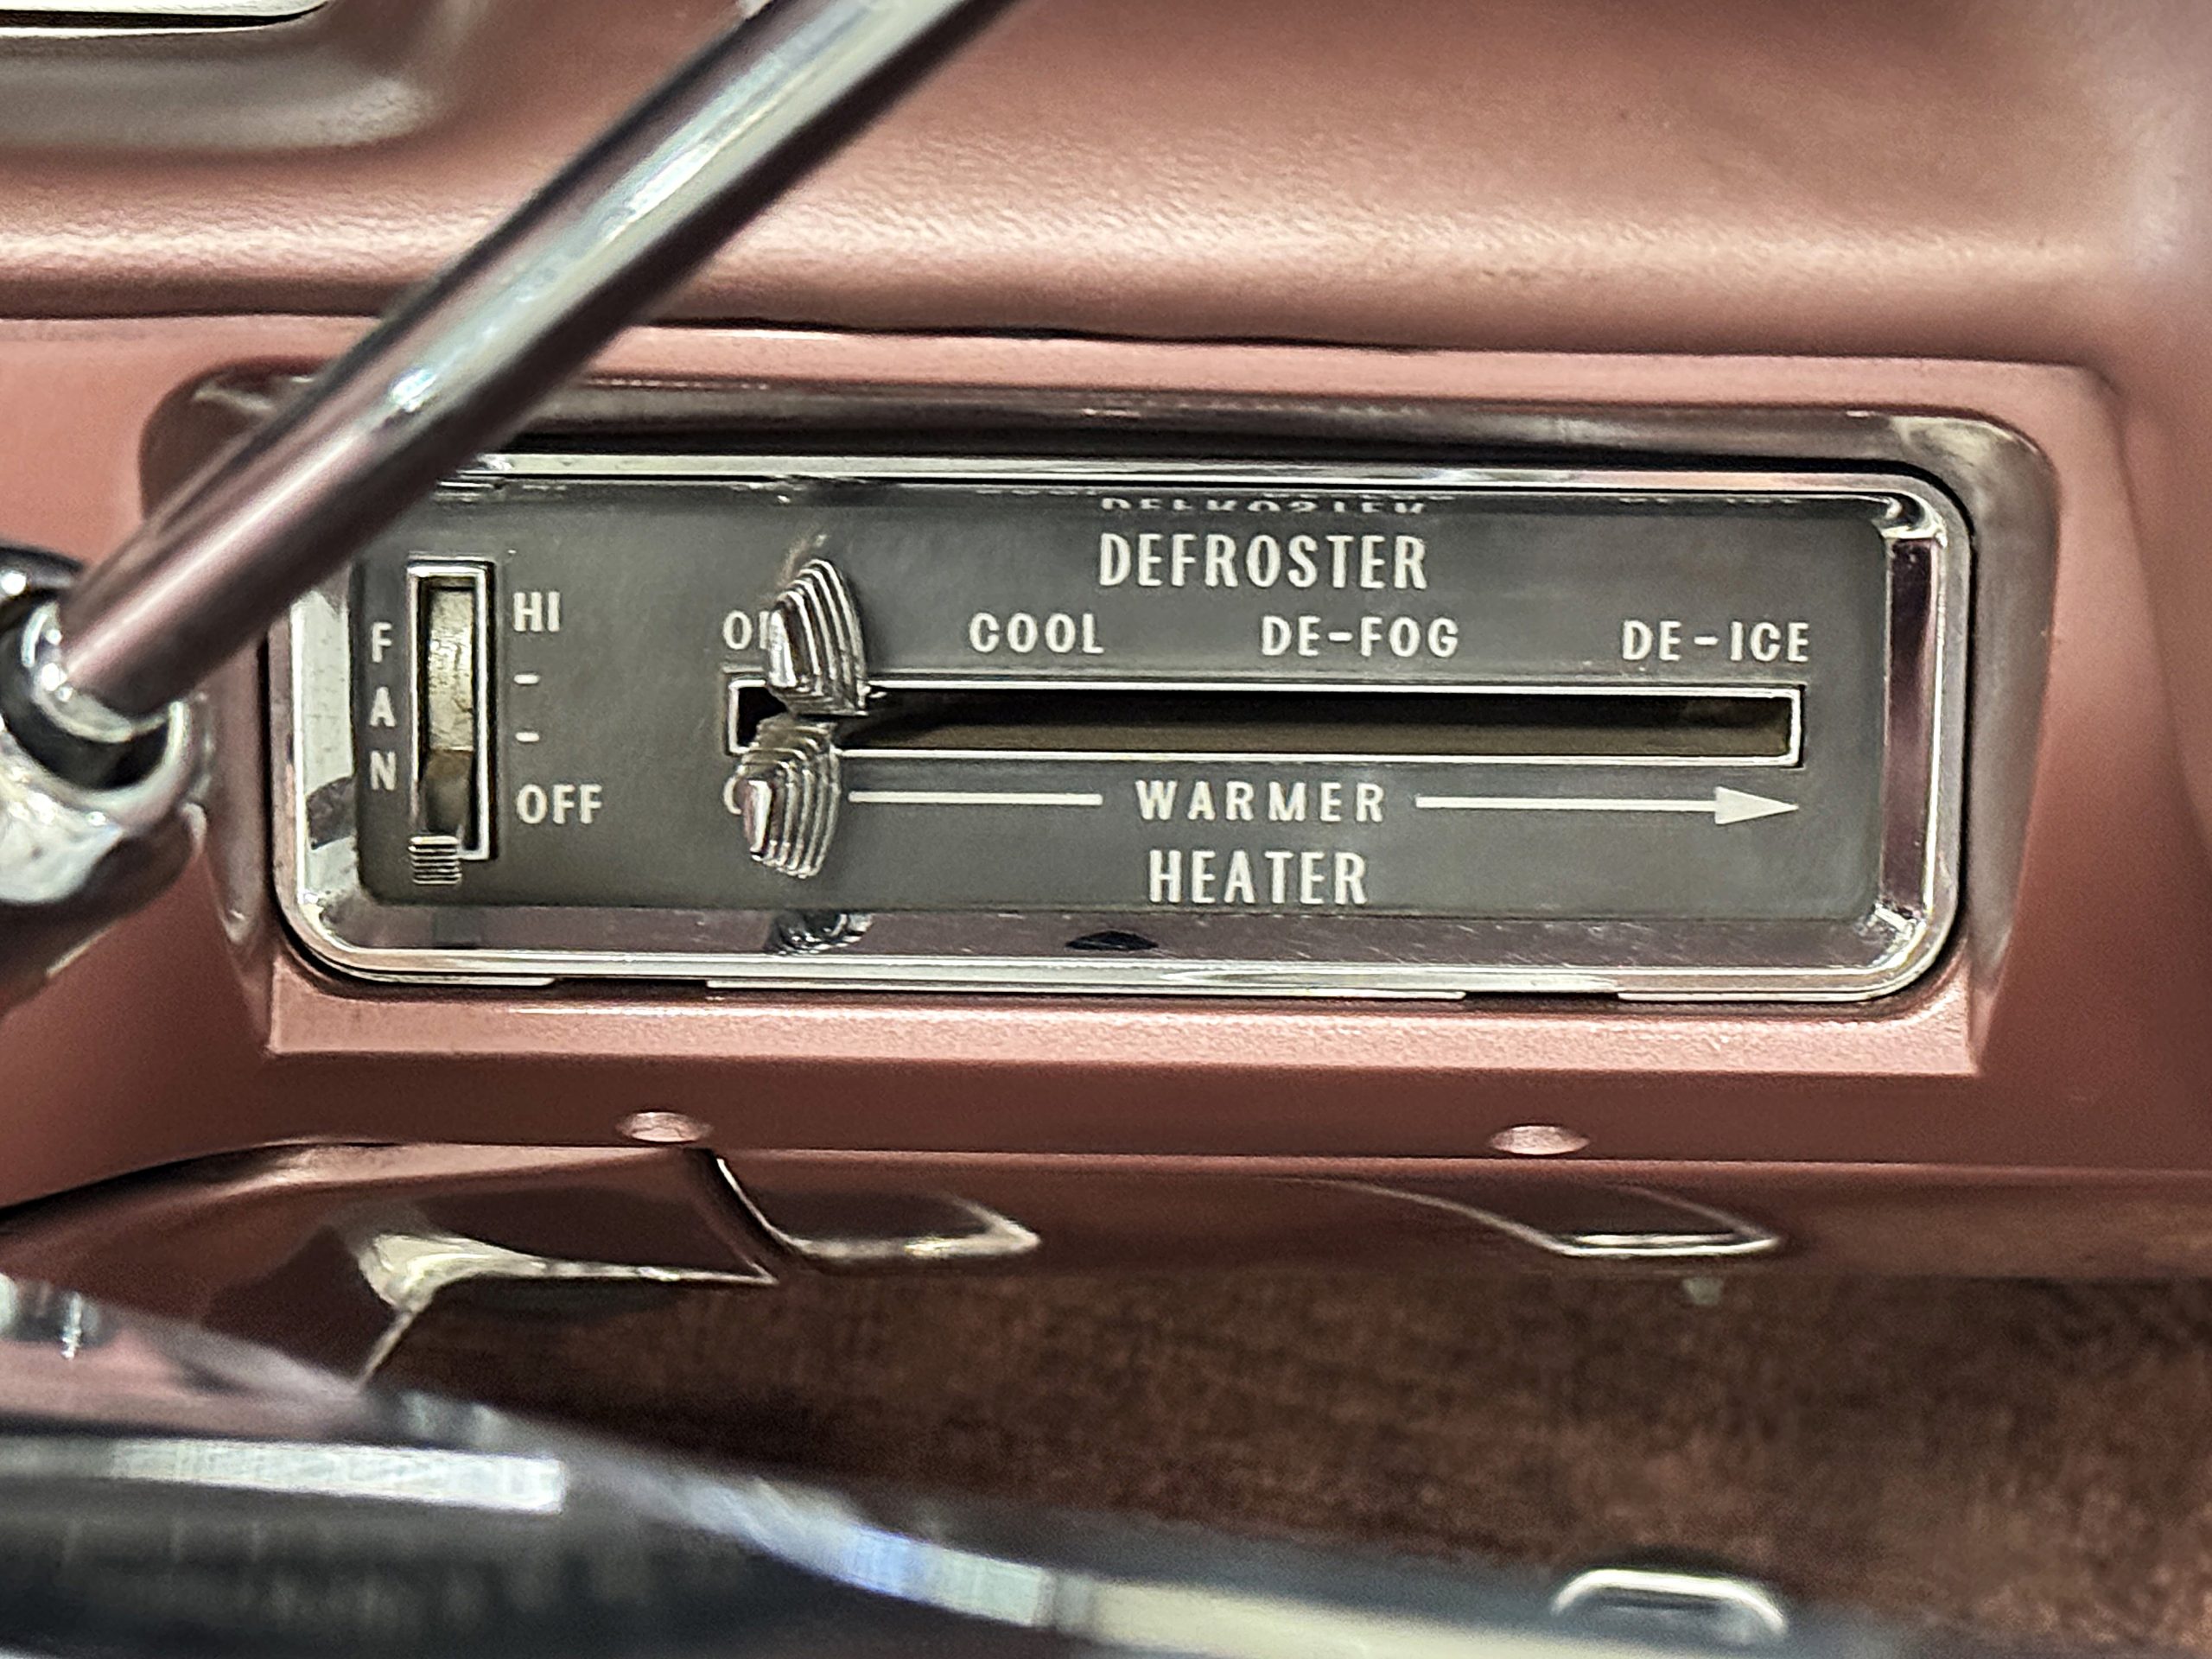 DEFROSTER
COOL DE-FOG DE-ICE
FAN
HI
-
-
OFF
WARMER
HEATER